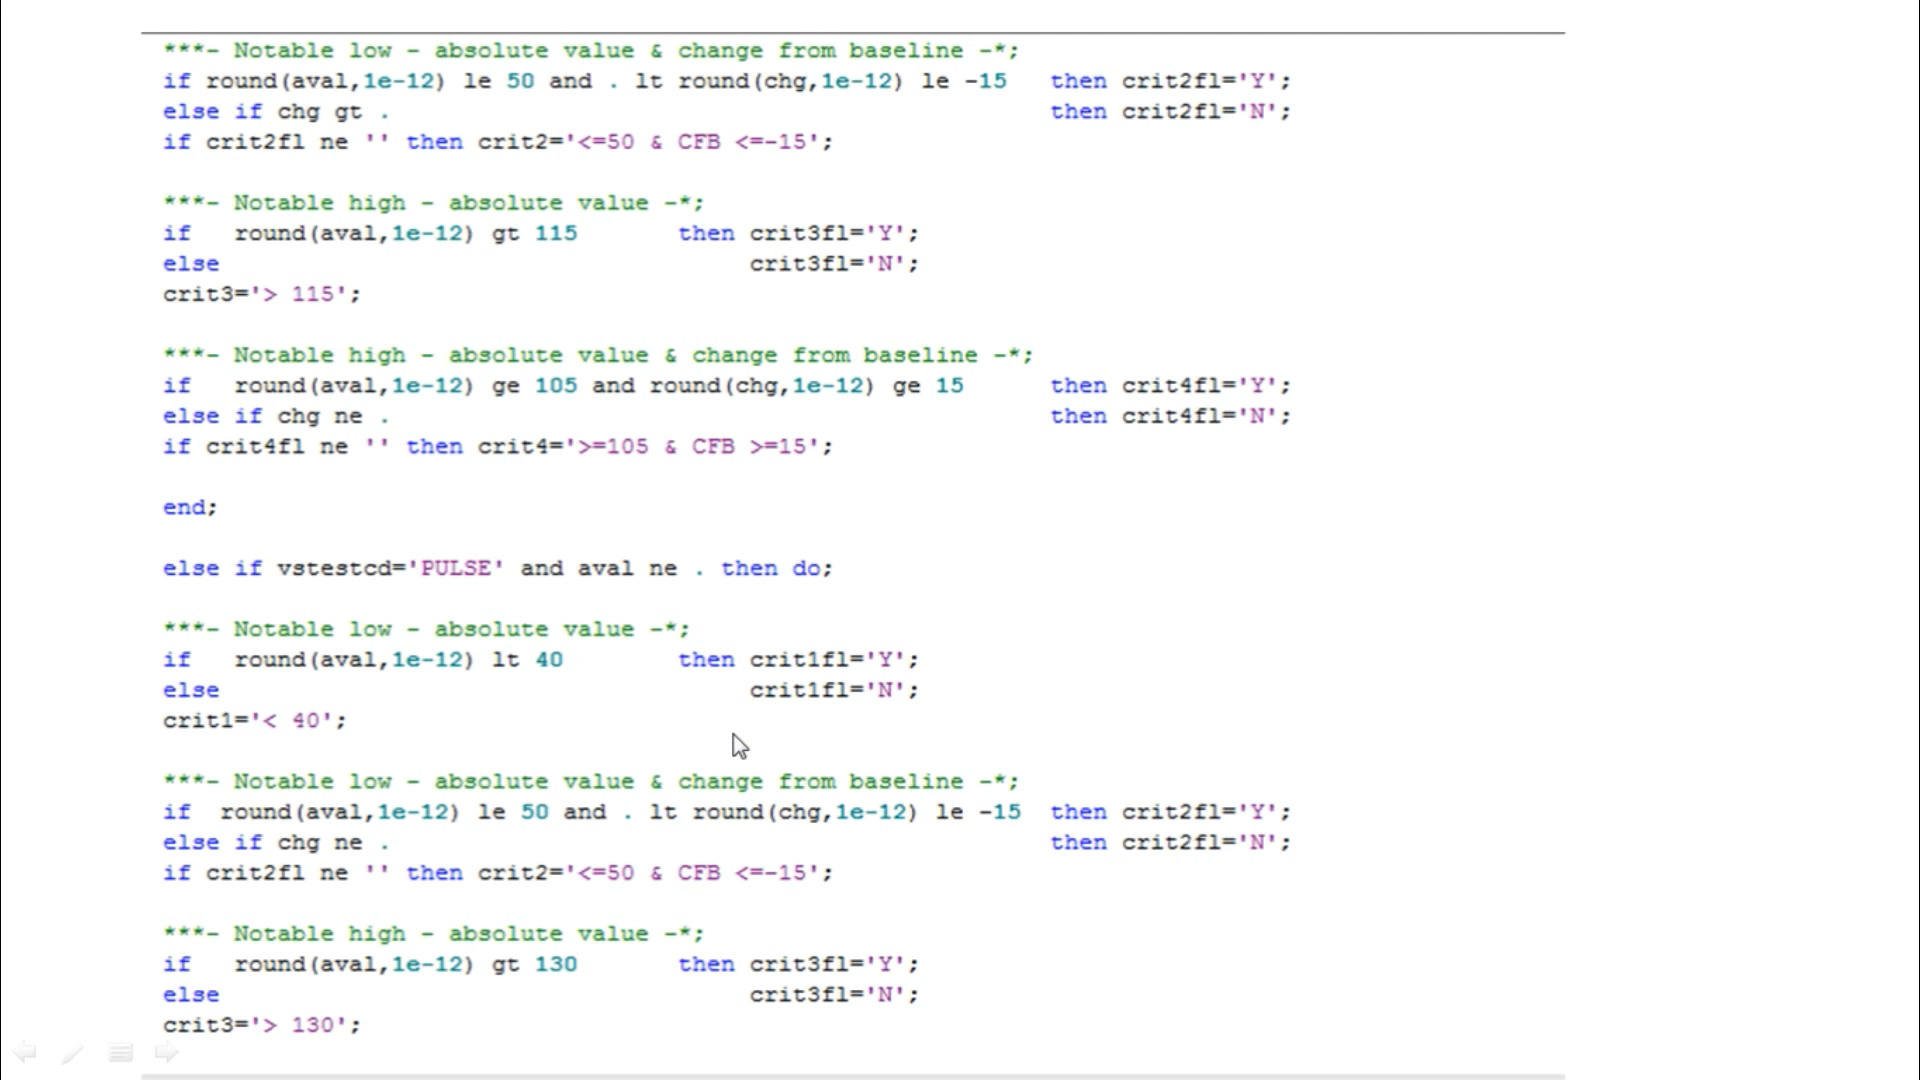 ***- Notable low - absolute value & change from baseline -*;
if round(aval,1e-12) le 50 and . lt round(chg,1e-12) le -15 then crit2fl='Y';
else if chg gt . then crit2fl='N';
if crit2fl ne '' then crit2='<=50 & CFB <=-15';
***- Notable high - absolute value -*;
if round(aval,1e-12) gt 115 then crit3fl='Y';
else crit3fl='N';
crit3='> 115';
***- Notable high - absolute value & change from baseline -*;
if round(aval,1e-12) ge 105 and round(chg,1e-12) ge 15 then crit4fl='Y';
else if chg ne . then crit4fl='N';
if crit4fl ne '' then crit4='>=105 & CFB >=15';
end;
else if vstestcd='PULSE' and aval ne . then do;
***- Notable low - absolute value -*;
if round(aval,1e-12) lt 40 then crit1fl='Y';
else crit1fl='N';
crit1='< 40';
***- Notable low - absolute value & change from baseline -*;
if round(aval,1e-12) le 50 and . lt round(chg,1e-12) le -15 then crit2fl='Y';
else if chg ne . then crit2fl='N';
if crit2fl ne '' then crit2='<=50 & CFB <=-15';
***- Notable high - absolute value -*;
if round(aval,1e-12) gt 130 then crit3fl='Y';
else crit3fl='N';
crit3='> 130';